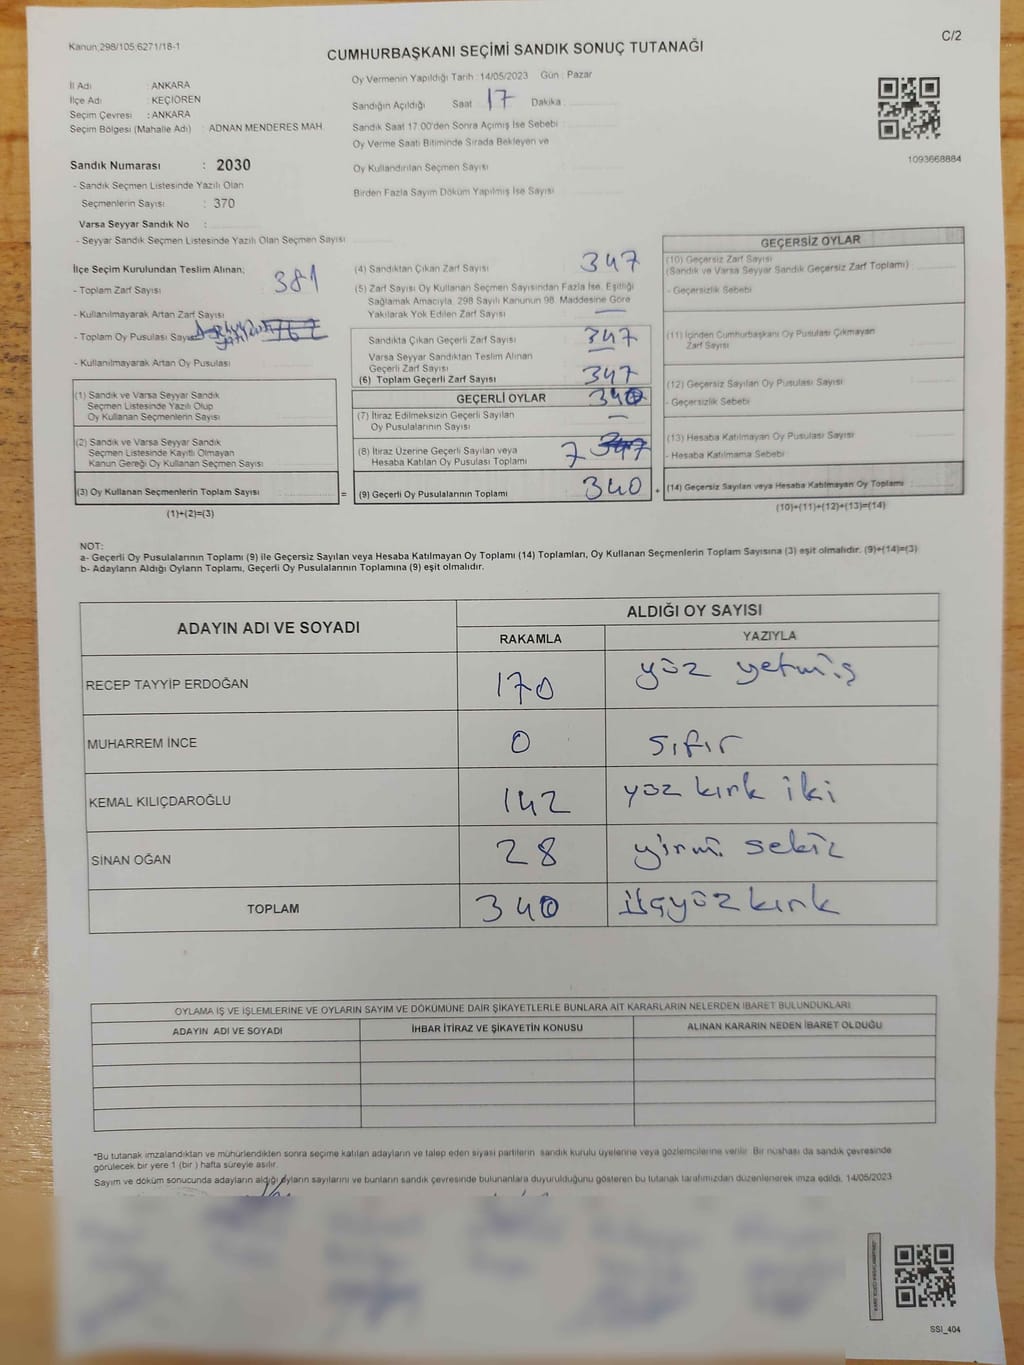 Kanun:298/105,6271/18-1
C/2
CUMHURBAŞKANI SEÇİMİ SANDIK SONUÇ TUTANAĞI
İl Adı : ANKARA
İlçe Adı : KEÇİÖREN
Seçim Çevresi : ANKARA
Seçim Bölgesi (Mahalle Adı) : ADNAN MENDERES MAH.
Oy Vermenin Yapıldığı Tarih : 14/05/2023 Gün : Pazar
Sandığın Açıldığı Saat 17 Dakika
Sandık Saat 17.00'den Sonra Açımış İse Sebebi
Oy Verme Saati Bitiminde Sırada Bekleyen ve
Oy Kullandırılan Seçmen Sayısı
Birden Fazla Sayım Döküm Yapılmış İse Sayısı
1093668884
Sandık Numarası : 2030
- Sandık Seçmen Listesinde Yazılı Olan
Seçmenlerin Sayısı : 370
Varsa Seyyar Sandık No :
- Seyyar Sandık Seçmen Listesinde Yazılı Olan Seçmen Sayısı
İlçe Seçim Kurulundan Teslim Alınan;
- Toplam Zarf Sayısı 381
- Kullanılmayarak Artan Zarf Sayısı
- Toplam Oy Pusulası Sayısı 762
- Kullanılmayarak Artan Oy Pusulası
(1) Sandık ve Varsa Seyyar Sandık
Seçmen Listesinde Yazılı Olup
Oy Kullanan Seçmenlerin Sayısı
(2) Sandık ve Varsa Seyyar Sandık
Seçmen Listesinde Kayıtlı Olmayan
Kanun Gereği Oy Kullanan Seçmen Sayısı
(3) Oy Kullanan Seçmenlerin Toplam Sayısı =
(1)+(2)=(3)
(4) Sandıktan Çıkan Zarf Sayısı 347
(5) Zarf Sayısı Oy Kullanan Seçmen Sayısından Fazla İse, Eşitliği
Sağlamak Amacıyla, 298 Sayılı Kanunun 98. Maddesine Göre
Yakılarak Yok Edilen Zarf Sayısı —
Sandıkta Çıkan Geçerli Zarf Sayısı 347
Varsa Seyyar Sandıktan Teslim Alınan
Geçerli Zarf Sayısı —
(6) Toplam Geçerli Zarf Sayısı 347
GEÇERLİ OYLAR 340
(7) İtiraz Edilmeksizin Geçerli Sayılan
Oy Pusulalarının Sayısı —
(8) İtiraz Üzerine Geçerli Sayılan veya
Hesaba Katılan Oy Pusulası Toplamı 7 347
(9) Geçerli Oy Pusulalarının Toplamı 340 +
GEÇERSİZ OYLAR
(10) Geçersiz Zarf Sayısı
(Sandık ve Varsa Seyyar Sandık Geçersiz Zarf Toplamı)
- Geçersizlik Sebebi
(11) İçinden Cumhurbaşkanı Oy Pusulası Çıkmayan
Zarf Sayısı
(12) Geçersiz Sayılan Oy Pusulası Sayısı
- Geçersizlik Sebebi
(13) Hesaba Katılmayan Oy Pusulası Sayısı
- Hesaba Katılmama Sebebi
(14) Geçersiz Sayılan veya Hesaba Katılmayan Oy Toplamı
(10)+(11)+(12)+(13)=(14)
NOT:
a- Geçerli Oy Pusulalarının Toplamı (9) ile Geçersiz Sayılan veya Hesaba Katılmayan Oy Toplamı (14) Toplamları, Oy Kullanan Seçmenlerin Toplam Sayısına (3) eşit olmalıdır. (9)+(14)=(3)
b- Adayların Aldığı Oyların Toplamı, Geçerli Oy Pusulalarının Toplamına (9) eşit olmalıdır.
ADAYIN ADI VE SOYADI
ALDIĞI OY SAYISI
RAKAMLA YAZIYLA
RECEP TAYYİP ERDOĞAN 170 yüz yetmiş
MUHARREM İNCE 0 sıfır
KEMAL KILIÇDAROĞLU 142 yüz kırk iki
SİNAN OĞAN 28 yirmi sekiz
TOPLAM 340 üçyüzkırk
OYLAMA İŞ VE İŞLEMLERİNE VE OYLARIN SAYIM VE DÖKÜMÜNE DAİR ŞİKAYETLERLE BUNLARA AİT KARARLARIN NELERDEN İBARET BULUNDUKLARI
ADAYIN ADI VE SOYADI
İHBAR İTİRAZ VE ŞİKAYETİN KONUSU
ALINAN KARARIN NEDEN İBARET OLDUĞU
*Bu tutanak imzalandıktan ve mühürlendikten sonra seçime katılan adayların ve talep eden siyasi partilerin sandık kurulu üyelerine veya gözlemcilerine verilir. Bir nüshası da sandık çevresinde
görülecek bir yere 1 (bir) hafta süreyle asılır.
Sayım ve döküm sonucunda adayların aldığı oyların sayılarını ve bunların sandık çevresinde bulunanlara duyurulduğunu gösteren bu tutanak tarafımızdan düzenlenerek imza edildi. 14/05/2023
SSI_404